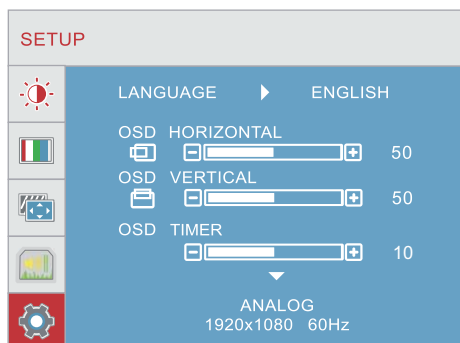 SETUP
LANGUAGE ENGLISH
OSD HORIZONTAL
50
OSD VERTICAL
50
OSD TIMER
10
ANALOG
1920x1080 60Hz